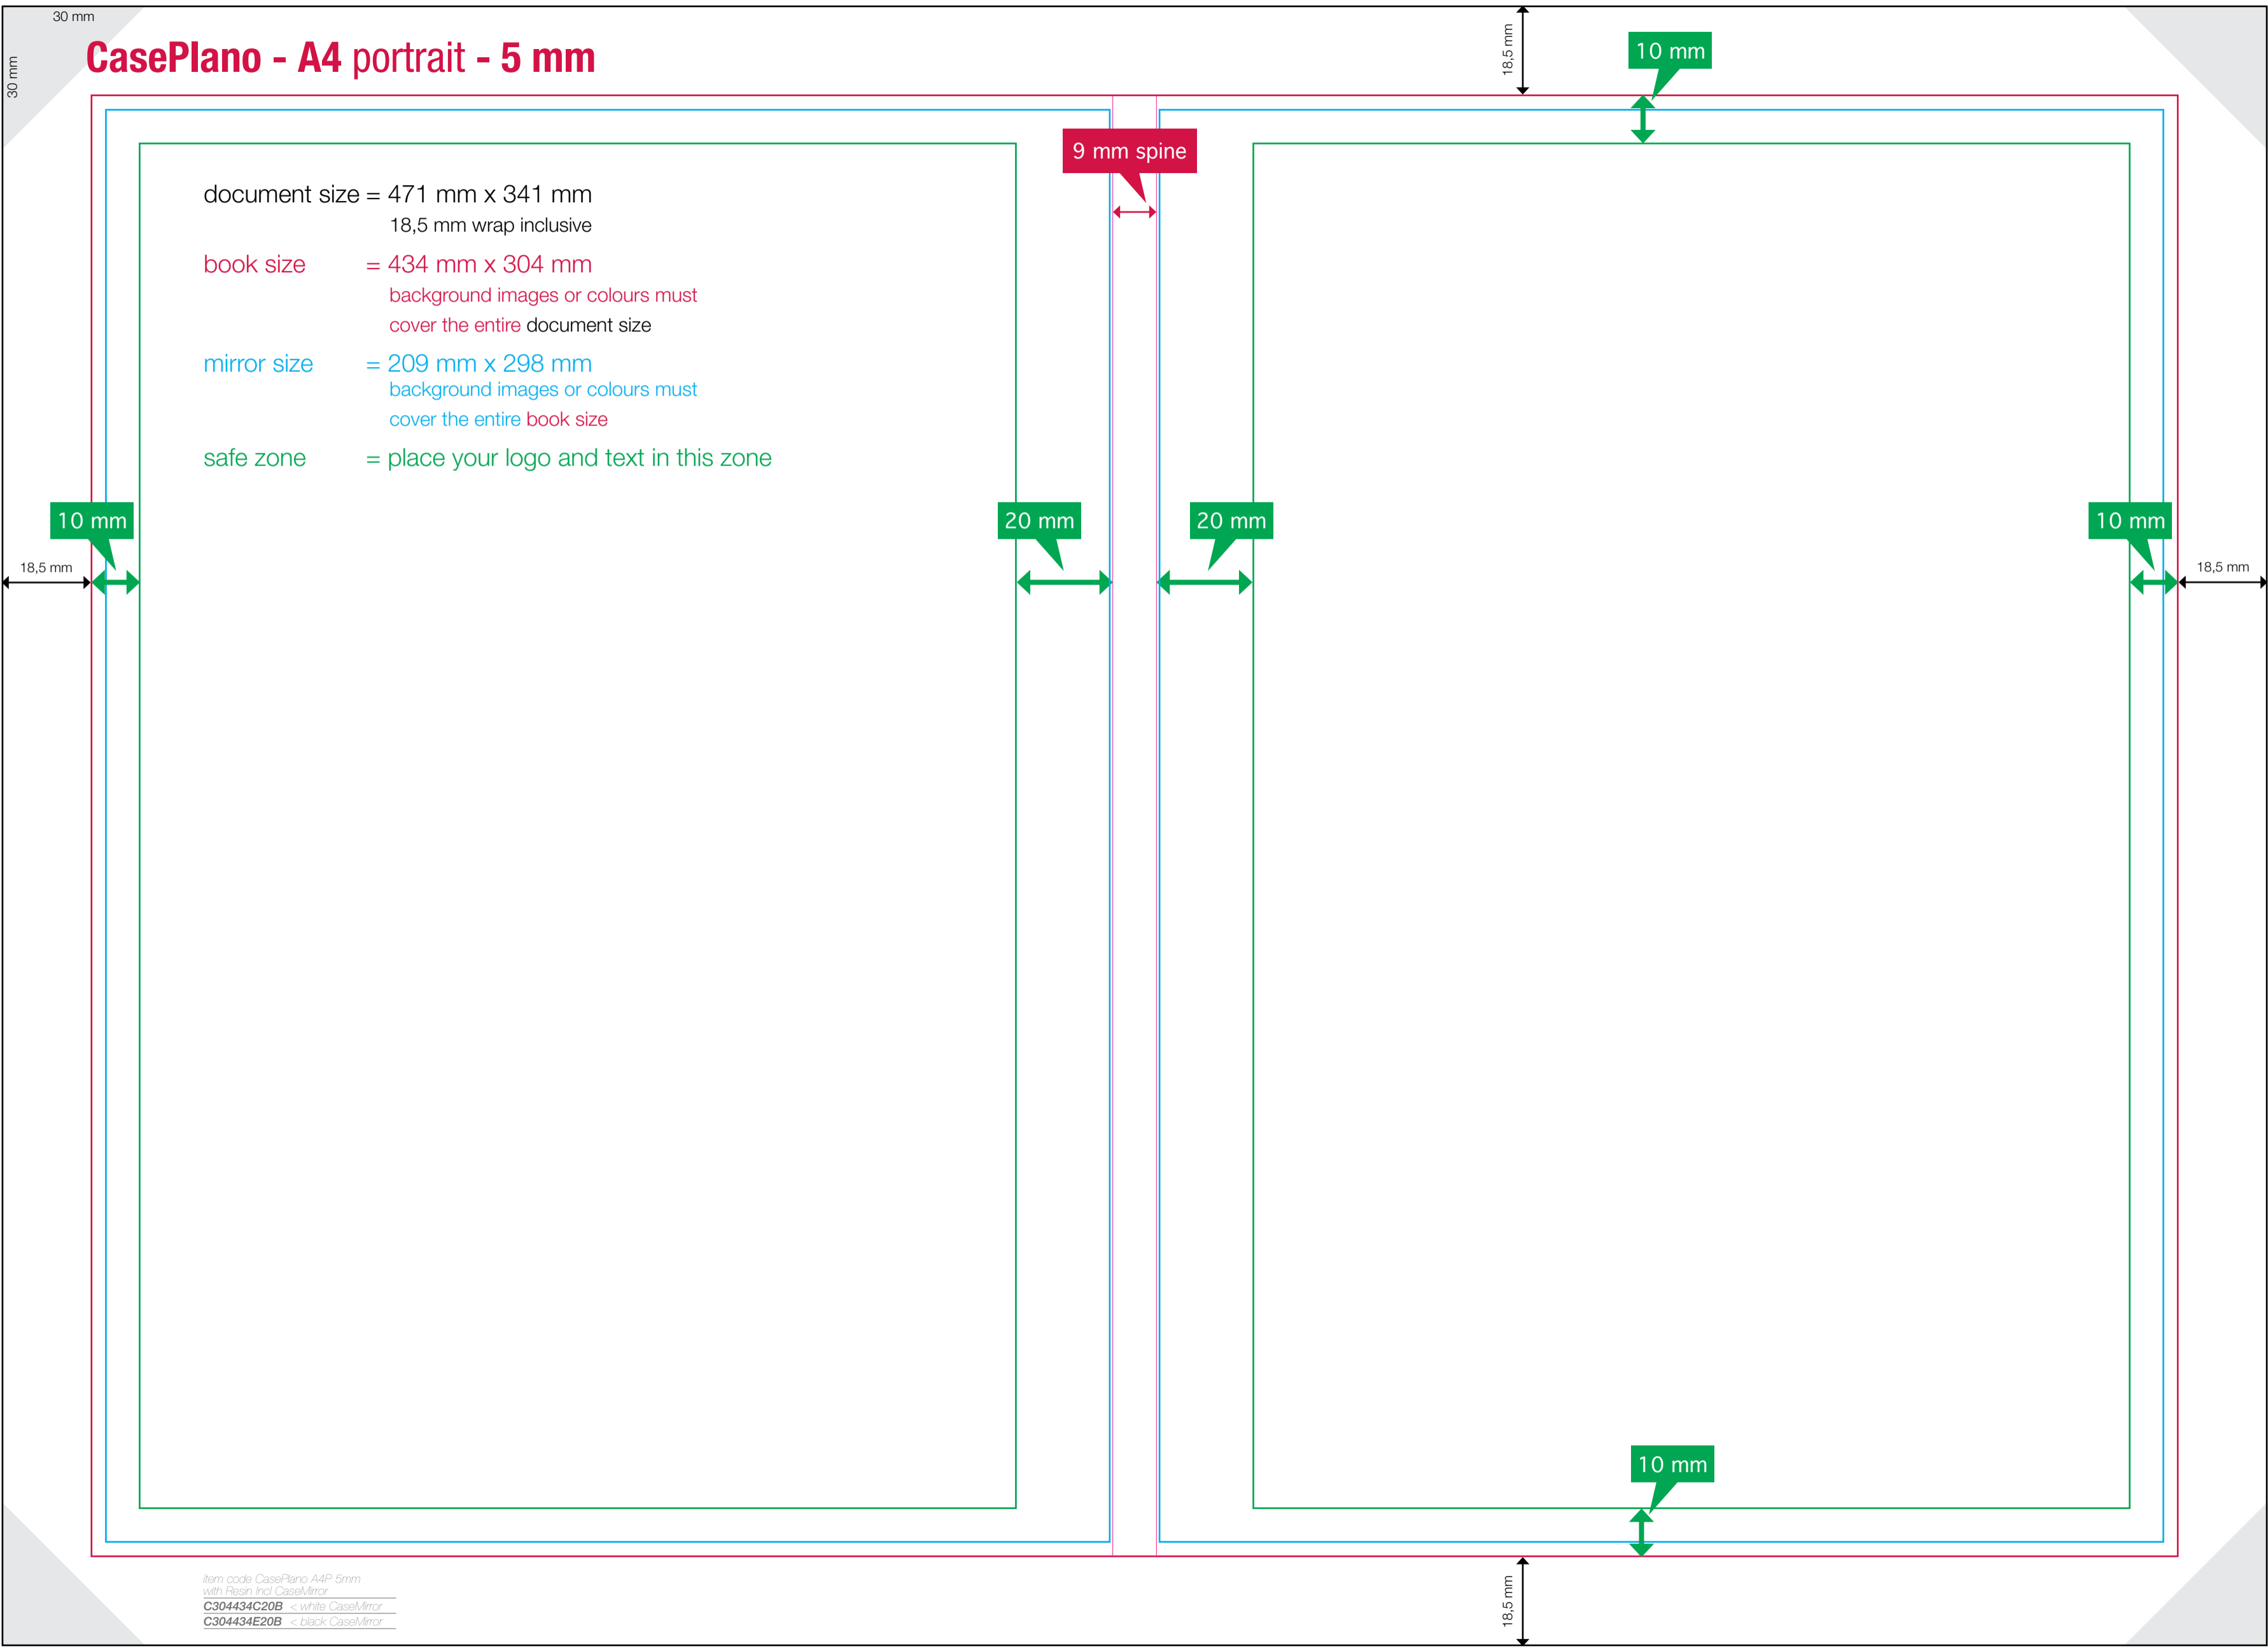 30 mm
30 mm
CasePlano - A4 portrait - 5 mm
18,5 mm
10 mm
9 mm spine
document size = 471 mm x 341 mm
18,5 mm wrap inclusive
book size = 434 mm x 304 mm
background images or colours must
cover the entire document size
mirror size = 209 mm x 298 mm
background images or colours must
cover the entire book size
safe zone = place your logo and text in this zone
10 mm
20 mm
20 mm
10 mm
18,5 mm
18,5 mm
10 mm
item code CasePlano A4P 5mm
with Resin Incl CaseMirror
C304434C20B < white CaseMirror
C304434E20B < black CaseMirror
18,5 mm